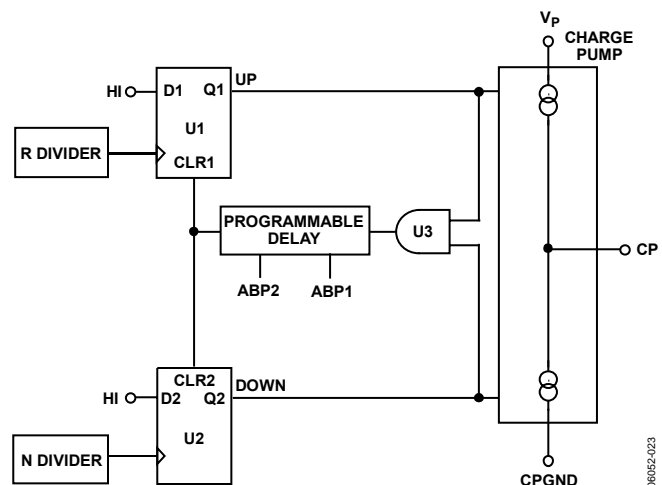 VP
CHARGE
PUMP
HI
D1
Q1
UP
U1
R DIVIDER
CLR1
PROGRAMMABLE
DELAY
U3
CP
ABP2
ABP1
CLR2
DOWN
HI
D2
Q2
U2
N DIVIDER
CPGND
06052-023